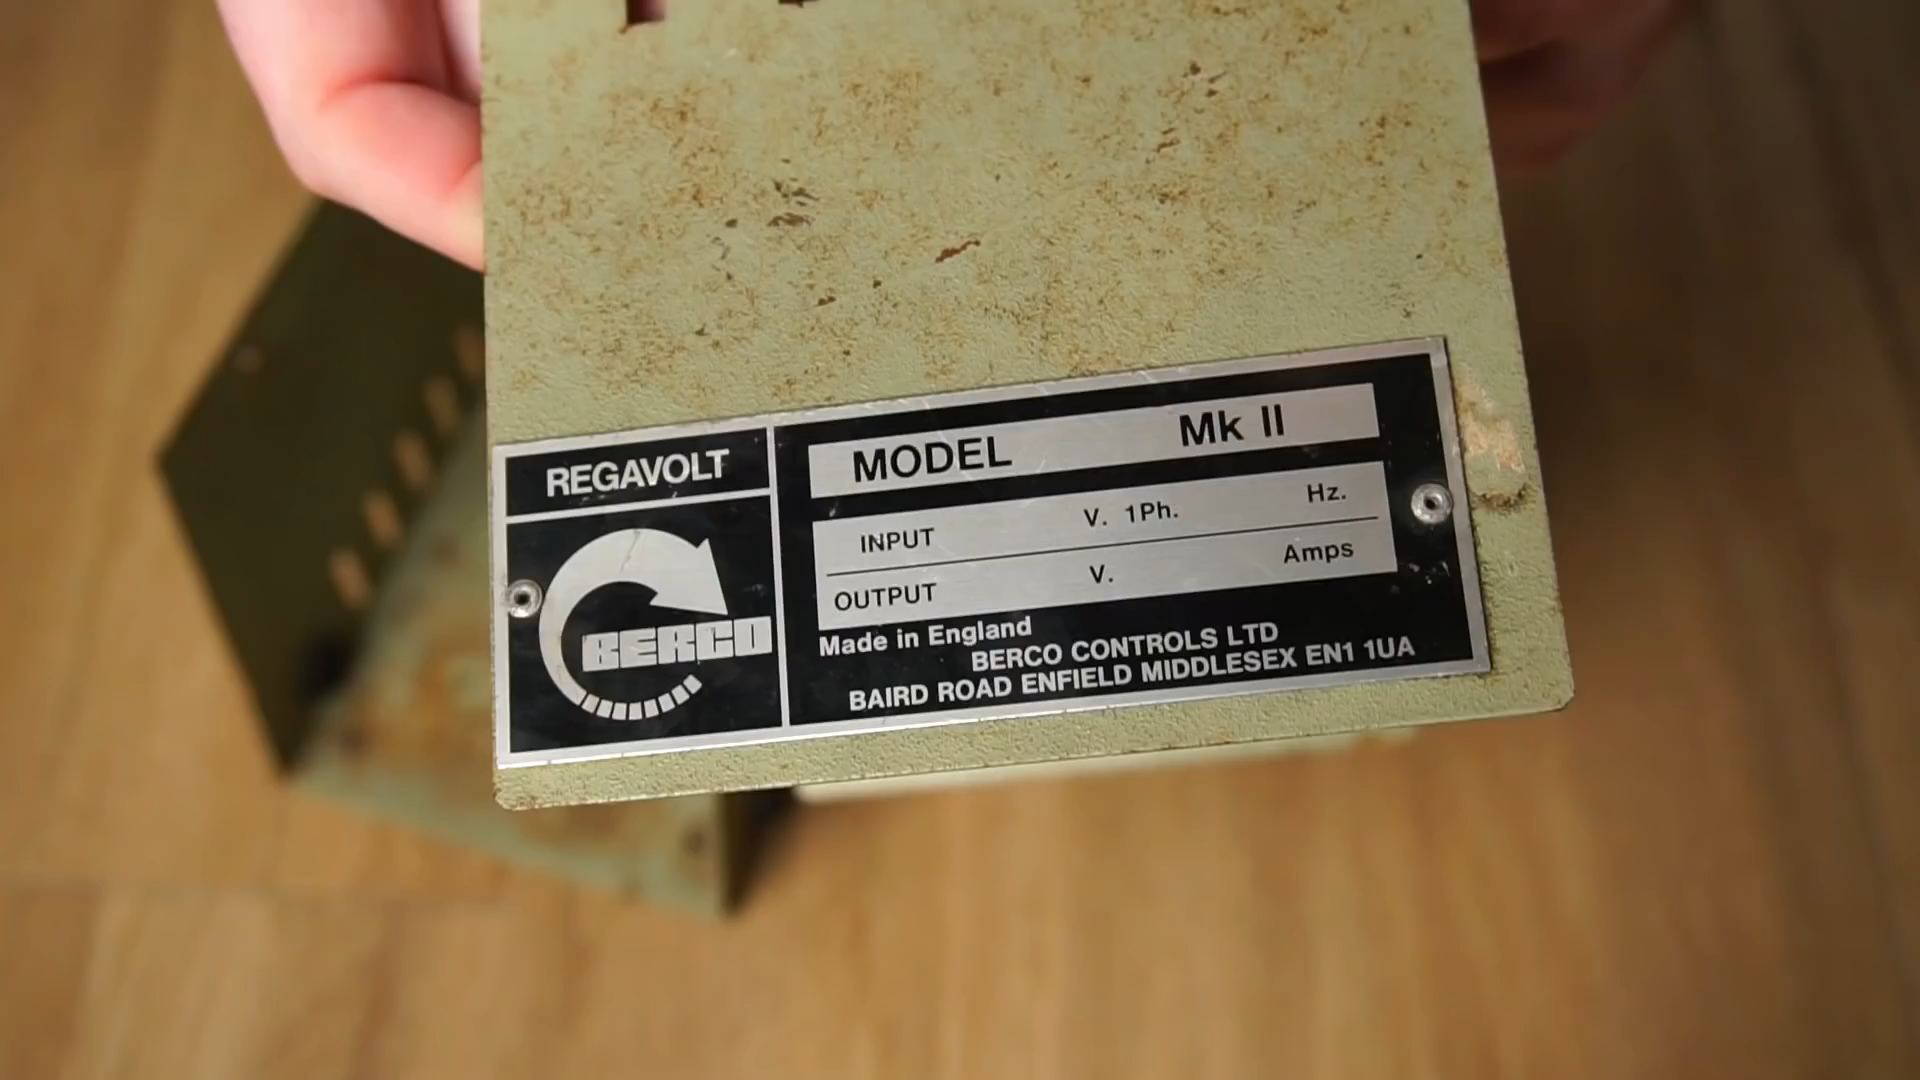 REGAVOLT
BERCO
MODEL Mk II
INPUT V. 1Ph. Hz.
OUTPUT V. Amps
Made in England
BERCO CONTROLS LTD
BAIRD ROAD ENFIELD MIDDLESEX EN1 1UA